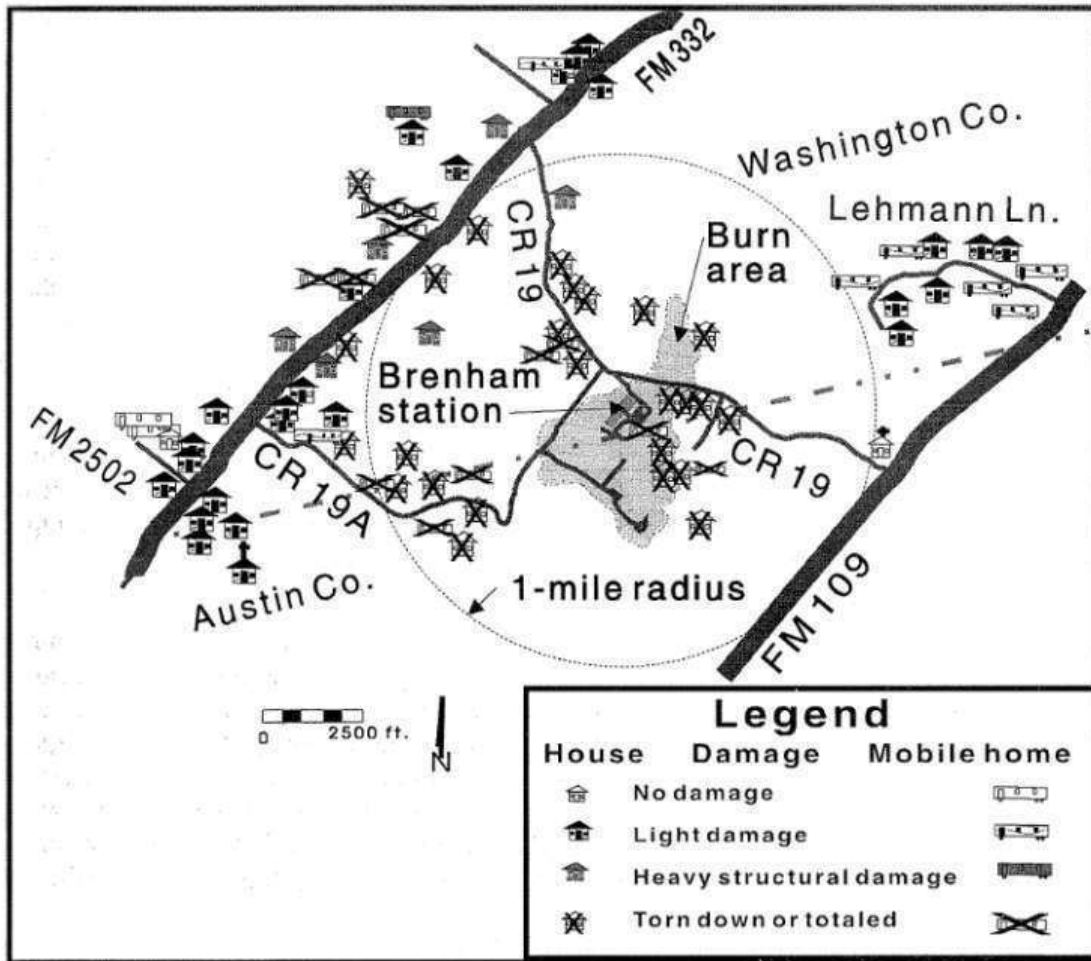 FM 332
Washington Co.
Lehmann Ln.
CR 19
Burn
area
Brenham
station
FM 2502
CR 19A
CR 19
Austin Co.
1-mile radius
FM 109
0
2500 ft.
N
Legend
House Damage Mobile home
No damage
Light damage
Heavy structural damage
Torn down or totaled